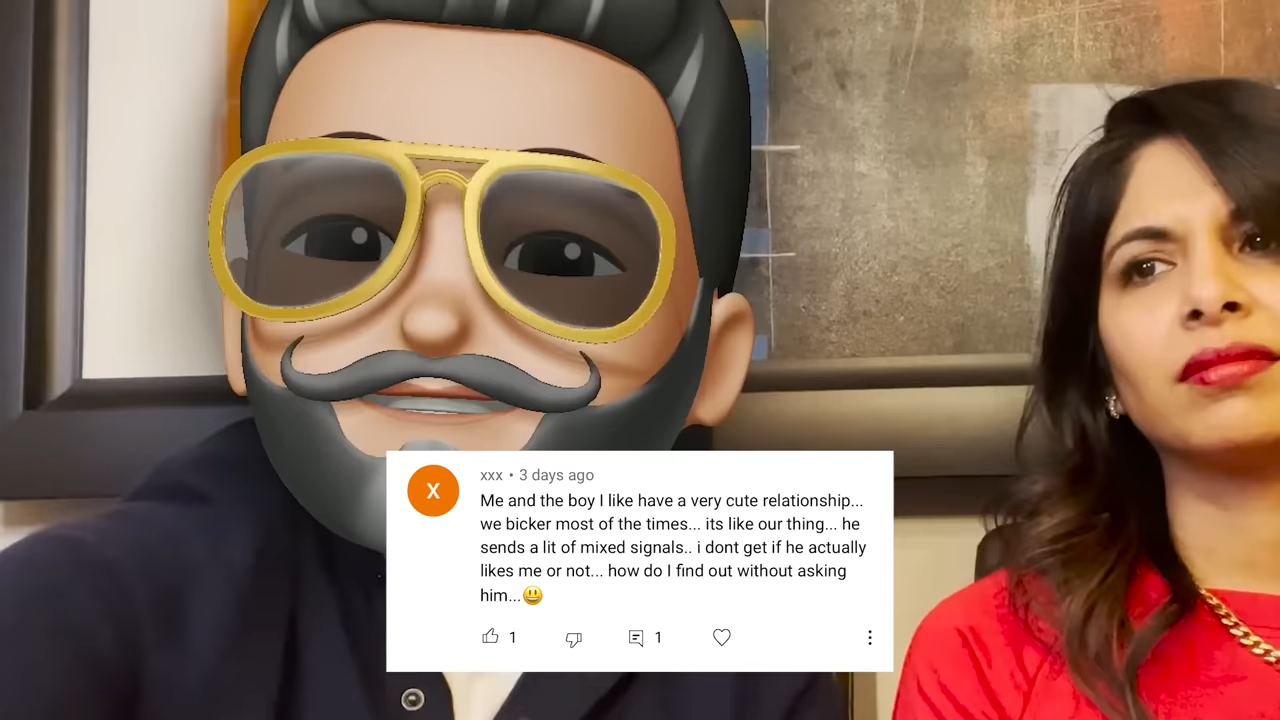 X
xxx • 3 days ago
Me and the boy I like have a very cute relationship...
we bicker most of the times... its like our thing... he
sends a lit of mixed signals.. i dont get if he actually
likes me or not... how do I find out without asking
him...😃
1
1